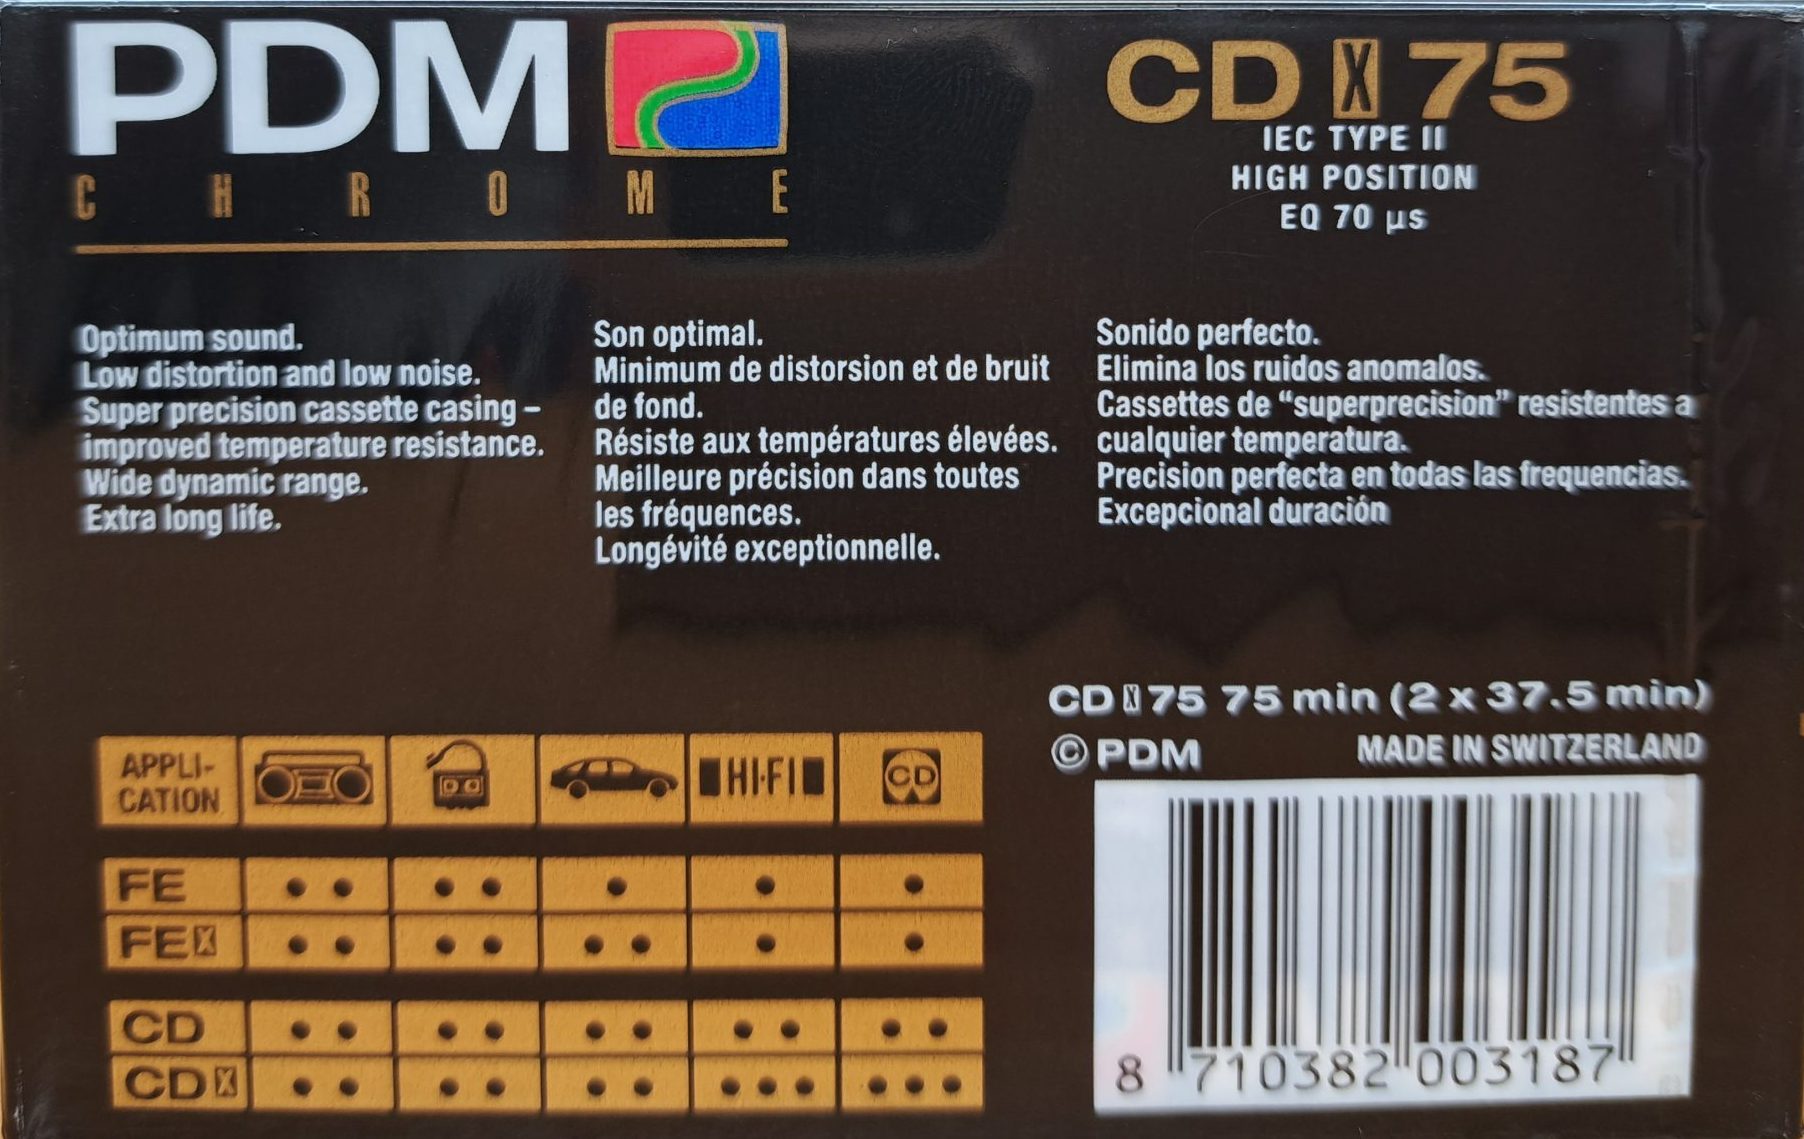 PDM
CHROME
CD X 75
IEC TYPE II
HIGH POSITION
EQ 70 µs
Optimum sound.
Low distortion and low noise.
Super precision cassette casing –
improved temperature resistance.
Wide dynamic range.
Extra long life.
Son optimal.
Minimum de distorsion et de bruit
de fond.
Résiste aux températures élevées.
Meilleure précision dans toutes
les fréquences.
Longévité exceptionnelle.
Sonido perfecto.
Elimina los ruidos anomalos.
Cassettes de “superprecision” resistentes a
cualquier temperatura.
Precision perfecta en todas las frequencias.
Excepcional duración
CD X 75 75 min (2 x 37.5 min)
© PDM MADE IN SWITZERLAND
APPLI-
CATION
HI·FI
CD
FE
FE X
CD
CD X
8 710382 003187